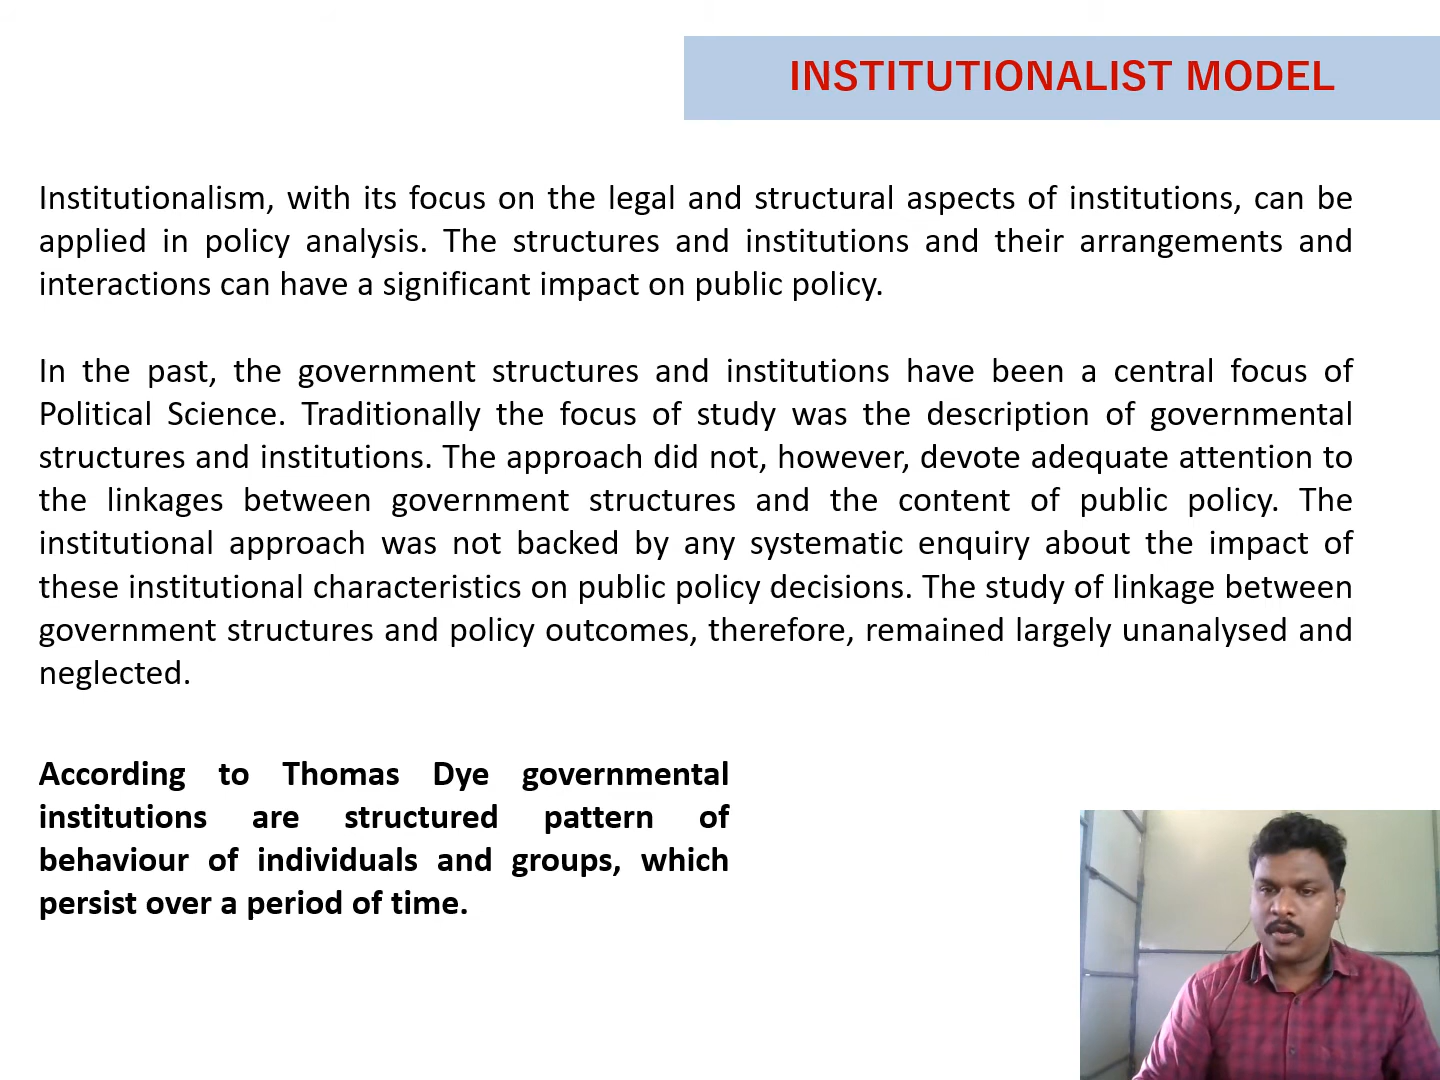 INSTITUTIONALIST MODEL
Institutionalism, with its focus on the legal and structural aspects of institutions, can be
applied in policy analysis. The structures and institutions and their arrangements and
interactions can have a significant impact on public policy.
In the past, the government structures and institutions have been a central focus of
Political Science. Traditionally the focus of study was the description of governmental
structures and institutions. The approach did not, however, devote adequate attention to
the linkages between government structures and the content of public policy. The
institutional approach was not backed by any systematic enquiry about the impact of
these institutional characteristics on public policy decisions. The study of linkage between
government structures and policy outcomes, therefore, remained largely unanalysed and
neglected.
According to Thomas Dye governmental
institutions are structured pattern of
behaviour of individuals and groups, which
persist over a period of time.